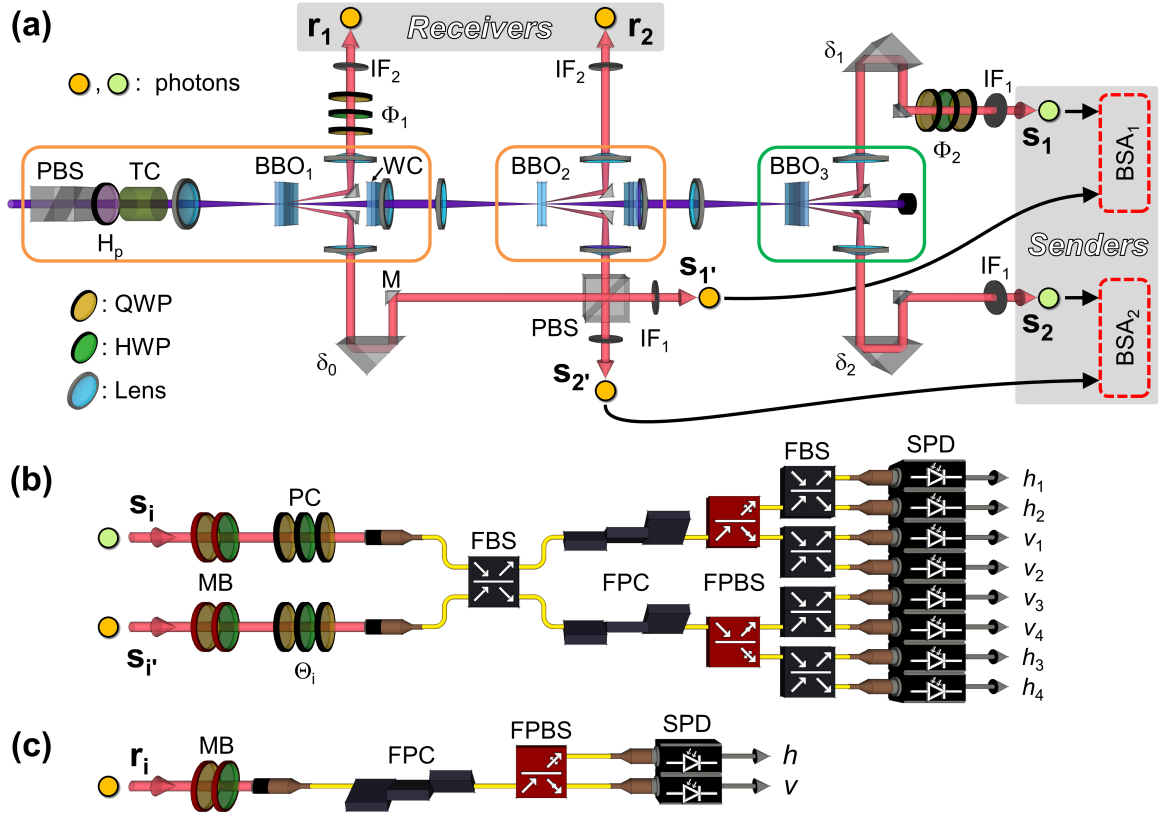 (a)
r1
Receivers
r2
, : photons
IF2
IF2
δ1
IF1
Φ1
Φ2
s1
BSA1
PBS
TC
BBO1
WC
BBO2
BBO3
Hp
Senders
M
s1'
IF1
: QWP
PBS
IF1
s2
BSA2
: HWP
δ0
δ2
s2'
: Lens
(b)
FBS
SPD
si
PC
h1
h2
FBS
v1
MB
FPC
FPBS
v2
v3
v4
si'
Θi
h3
h4
(c)
FPBS
SPD
ri
MB
FPC
h
v